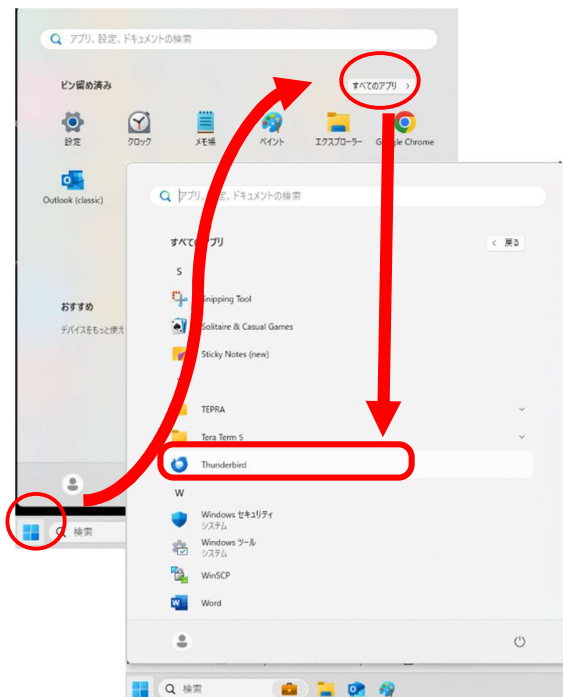 アプリ、設定、ドキュメントの検索
ピン留め済み
すべてのアプリ
設定
クロック
メモ帳
ペイント
エクスプローラー
Outlook (classic)
おすすめ
デバイスをもっと使え
検索
アプリ、設定、ドキュメントの検索
すべてのアプリ
戻る
S
Snipping Tool
Solitaire & Casual Games
Sticky Notes (new)
TEPRA
Tera Term 5
Thunderbird
W
Windows セキュリティ
システム
Windows ツール
システム
WinSCP
Word
検索